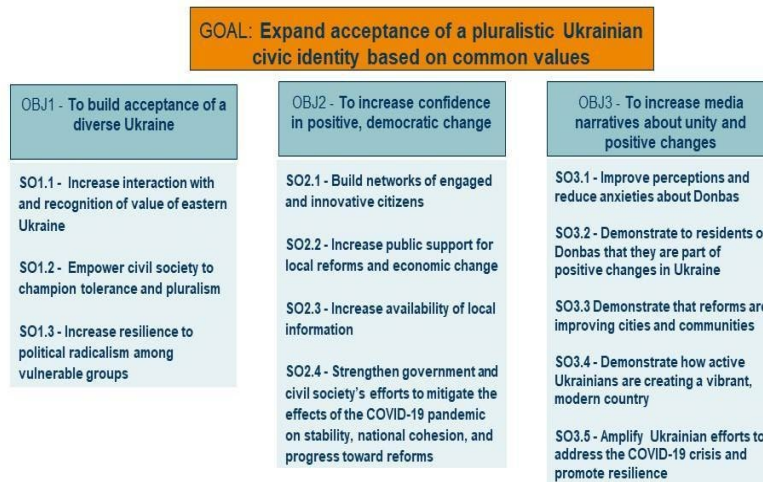 GOAL: Expand acceptance of a pluralistic Ukrainian
civic identity based on common values
OBJ1 - To build acceptance of a
diverse Ukraine
SO1.1 - Increase interaction with
and recognition of value of eastern
Ukraine
SO1.2 - Empower civil society to
champion tolerance and pluralism
SO1.3 - Increase resilience to
political radicalism among
vulnerable groups
OBJ2 - To increase confidence
in positive, democratic change
SO2.1 - Build networks of engaged
and innovative citizens
SO2.2 - Increase public support for
local reforms and economic change
SO2.3 - Increase availability of local
information
SO2.4 - Strengthen government and
civil society's efforts to mitigate the
effects of the COVID-19 pandemic
on stability, national cohesion, and
progress toward reforms
OBJ3 - To increase media
narratives about unity and
positive changes
SO3.1 - Improve perceptions and
reduce anxieties about Donbas
SO3.2 - Demonstrate to residents o
Donbas that they are part of
positive changes in Ukraine
SO3.3 Demonstrate that reforms are
improving cities and communities
SO3.4 - Demonstrate how active
Ukrainians are creating a vibrant,
modern country
SO3.5 - Amplify Ukrainian efforts to
address the COVID-19 crisis and
promote resilience